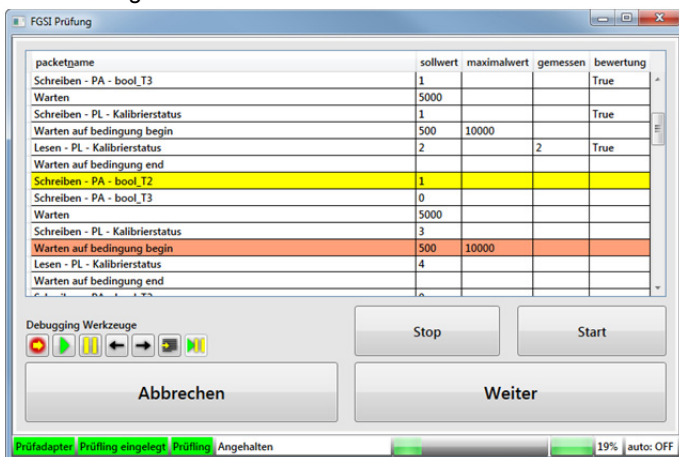 FGSI Prüfung
packetname sollwert maximalwert gemessen bewertung
Schreiben - PA - bool_T3 1 True
Warten 5000
Schreiben - PL - Kalibrierstatus 1 True
Warten auf bedingung begin 500 10000
Lesen - PL - Kalibrierstatus 2 2 True
Warten auf bedingung end
Schreiben - PA - bool_T2 1
Schreiben - PA - bool_T3 0
Warten 5000
Schreiben - PL - Kalibrierstatus 3
Warten auf bedingung begin 500 10000
Lesen - PL - Kalibrierstatus 4
Warten auf bedingung end
Debugging Werkzeuge
Stop Start
Abbrechen Weiter
Prüfadapter Prüfling eingelegt Prüfling Angehalten 19% auto: OFF